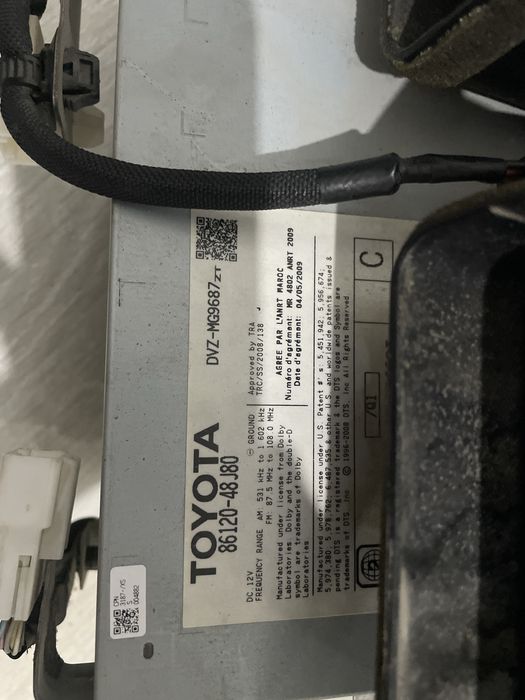 TOYOTA
86120-48J80
DVZ-MG9687ZT
DC 12V
⊖ GROUND
FREQUENCY RANGE AM: 531 kHz to 1 602 kHz
FM: 87.5 MHz to 108.0 MHz
Approved by TRA
TRC/SS/2008/138
Manufactured under license from Dolby
Laboratories. Dolby and the double-D
symbol are trademarks of Dolby
Laboratories
AGREE PAR L'ANRT MAROC
Numéro d'agrément: MR 4802 ANRT 2009
Date d'agrément: 04/05/2009
Manufactured under license under U.S. Patent #'s: 5,451,942; 5,956,674;
5,974,380; 5,978,762; 6,487,535 & other U.S. and worldwide patents issued &
pending DTS is a registered trademark & the DTS logos and Symbol are
trademarks of DTS, Inc. © 1996-2008 DTS, Inc All Rights Reserved.
/Q1
C
CPN
S
004882